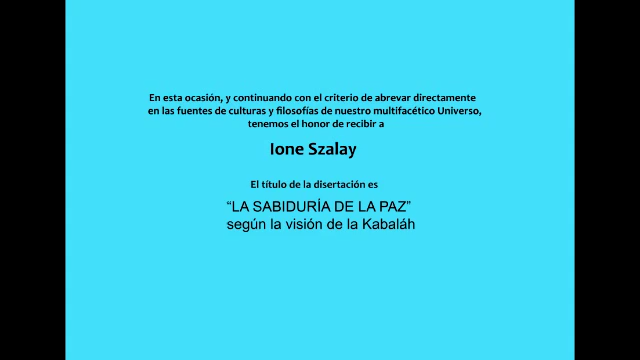 En esta ocasión, y continuando con el criterio de abrevar directamente
en las fuentes de culturas y filosofías de nuestro multifacético Universo,
tenemos el honor de recibir a
Ione Szalay
El título de la disertación es
“LA SABIDURÍA DE LA PAZ”
según la visión de la Kabaláh